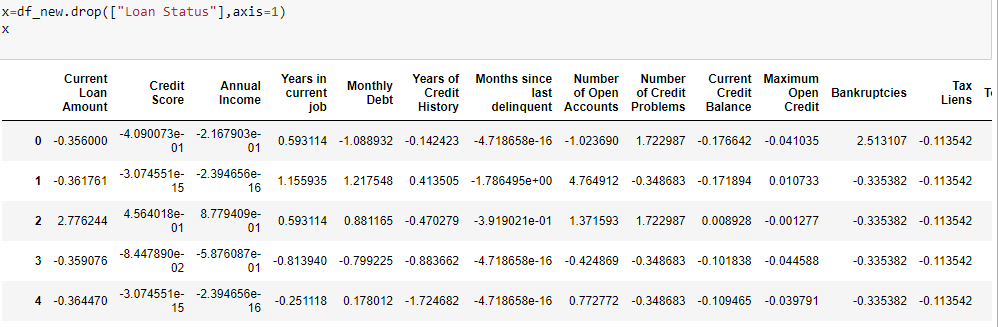 x=df_new.drop(["Loan Status"],axis=1)
x
Current Loan Amount Credit Score Annual Income Years in current job Monthly Debt Years of Credit History Months since last delinquent Number of Open Accounts Number of Credit Problems Current Credit Balance Maximum Open Credit Bankruptcies Tax Liens
0 -0.356000 -4.090073e-01 -2.167903e-01 0.593114 -1.088932 -0.142423 -4.718658e-16 -1.023690 1.722987 -0.176642 -0.041035 2.513107 -0.113542
1 -0.361761 -3.074551e-15 -2.394656e-16 1.155935 1.217548 0.413505 -1.786495e+00 4.764912 -0.348683 -0.171894 0.010733 -0.335382 -0.113542
2 2.776244 4.564018e-01 8.779409e-01 0.593114 0.881165 -0.470279 -3.919021e-01 1.371593 1.722987 0.008928 -0.001277 -0.335382 -0.113542
3 -0.359076 -8.447890e-02 -5.876087e-01 -0.813940 -0.799225 -0.883662 -4.718658e-16 -0.424869 -0.348683 -0.101838 -0.044588 -0.335382 -0.113542
4 -0.364470 -3.074551e-15 -2.394656e-16 -0.251118 0.178012 -1.724682 -4.718658e-16 0.772772 -0.348683 -0.109465 -0.039791 -0.335382 -0.113542